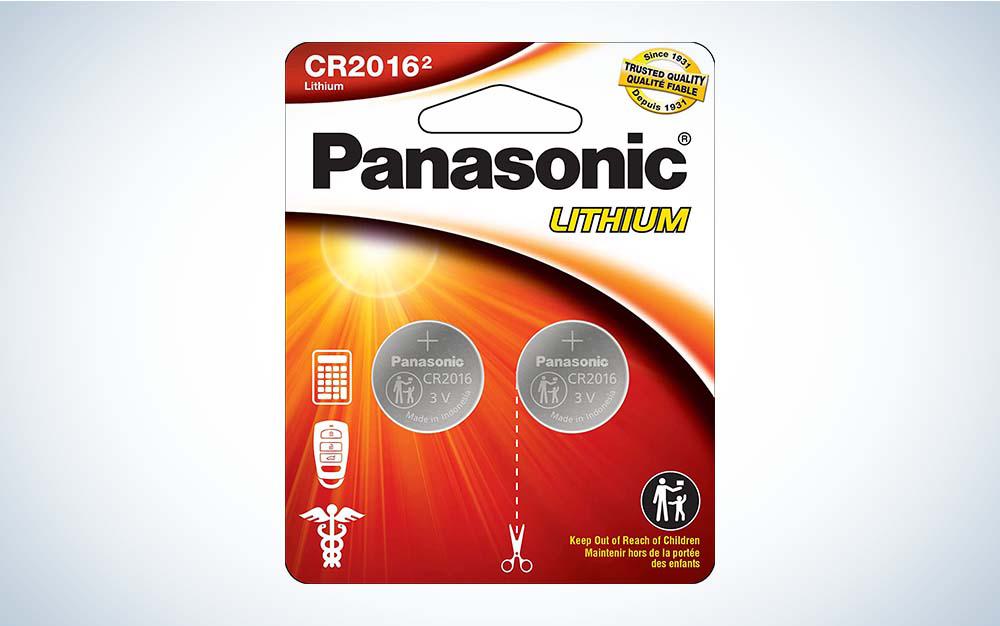 CR2016²
Lithium
Since 1931
TRUSTED QUALITY
QUALITÉ FIABLE
Depuis 1931
Panasonic®
LITHIUM
+
Panasonic
CR2016
3 V
Made in Indonesia
+
Panasonic
CR2016
3 V
Made in Indonesia
Keep Out of Reach of Children
Maintenir hors de la portée
des enfants